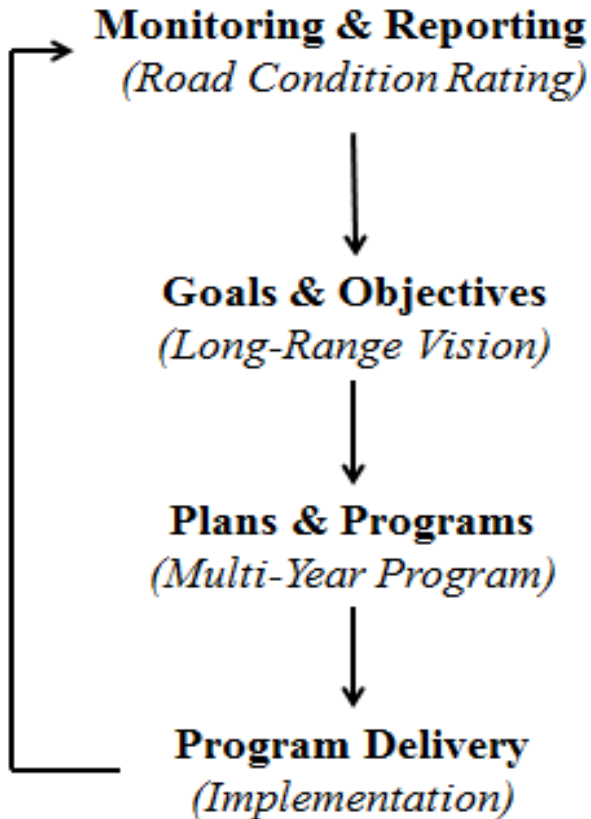 Monitoring & Reporting
(Road Condition Rating)
Goals & Objectives
(Long-Range Vision)
Plans & Programs
(Multi-Year Program)
Program Delivery
(Implementation)